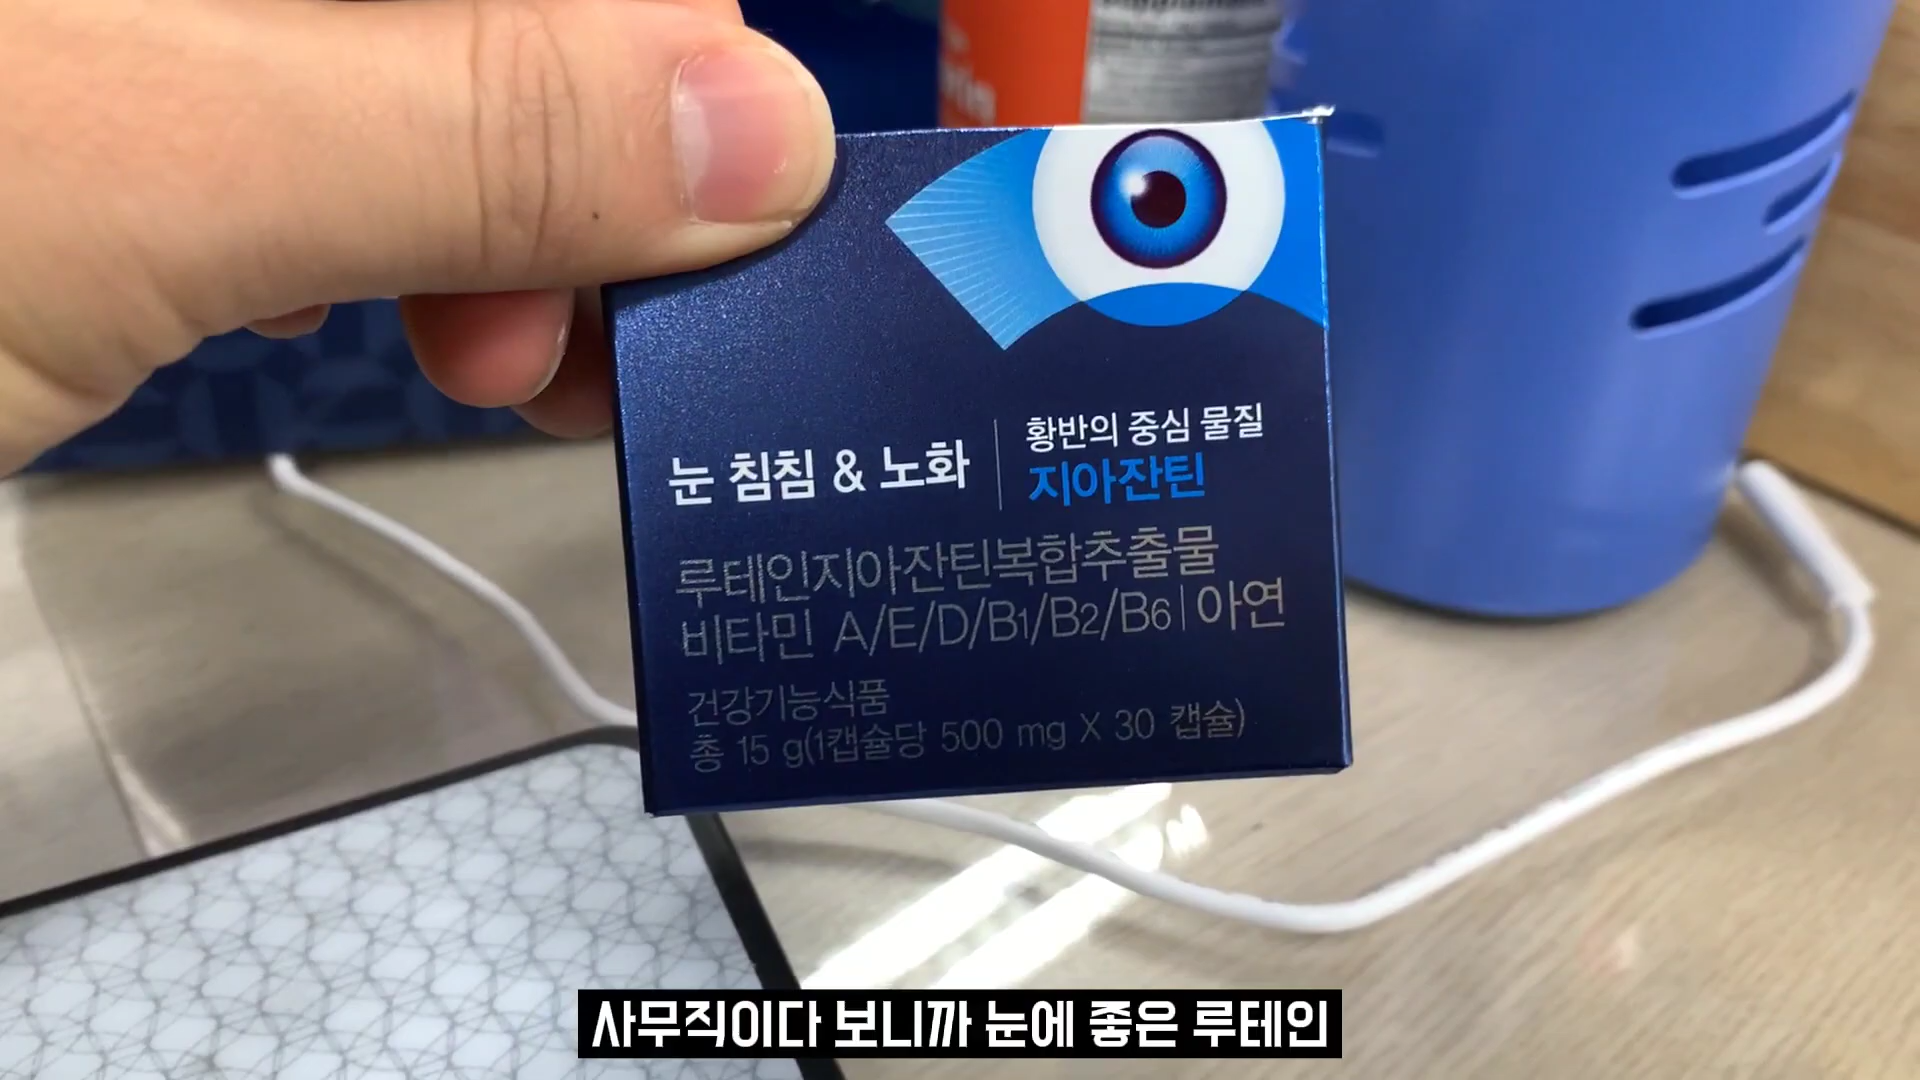 눈 침침 & 노화
황반의 중심 물질
지아잔틴
루테인지아잔틴복합추출물
비타민 A/E/D/B1/B2/B6 | 아연
건강기능식품
총 15 g(1캡슐당 500 mg X 30 캡슐)
사무직이다 보니까 눈에 좋은 루테인